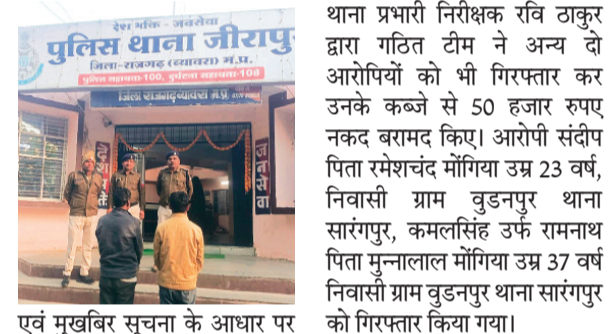 देश भक्ति - जनसेवा
पुलिस थाना जीरापुर
जिला-राजगढ़ (ब्यावरा) म.प्र.
पुलिस सहायता-100, दुर्घटना सहायता-108
जिला राजगढ़ब्यावरा म.प्र.
एवं मुखबिर सूचना के आधार पर
थाना प्रभारी निरीक्षक रवि ठाकुर
द्वारा गठित टीम ने अन्य दो
आरोपियों को भी गिरफ्तार कर
उनके कब्जे से 50 हजार रुपए
नकद बरामद किए। आरोपी संदीप
पिता रमेशचंद मोंगिया उम्र 23 वर्ष,
निवासी ग्राम वुडनपुर थाना
सारंगपुर, कमलसिंह उर्फ रामनाथ
पिता मुन्नालाल मोंगिया उम्र 37 वर्ष
निवासी ग्राम वुडनपुर थाना सारंगपुर
को गिरफ्तार किया गया।